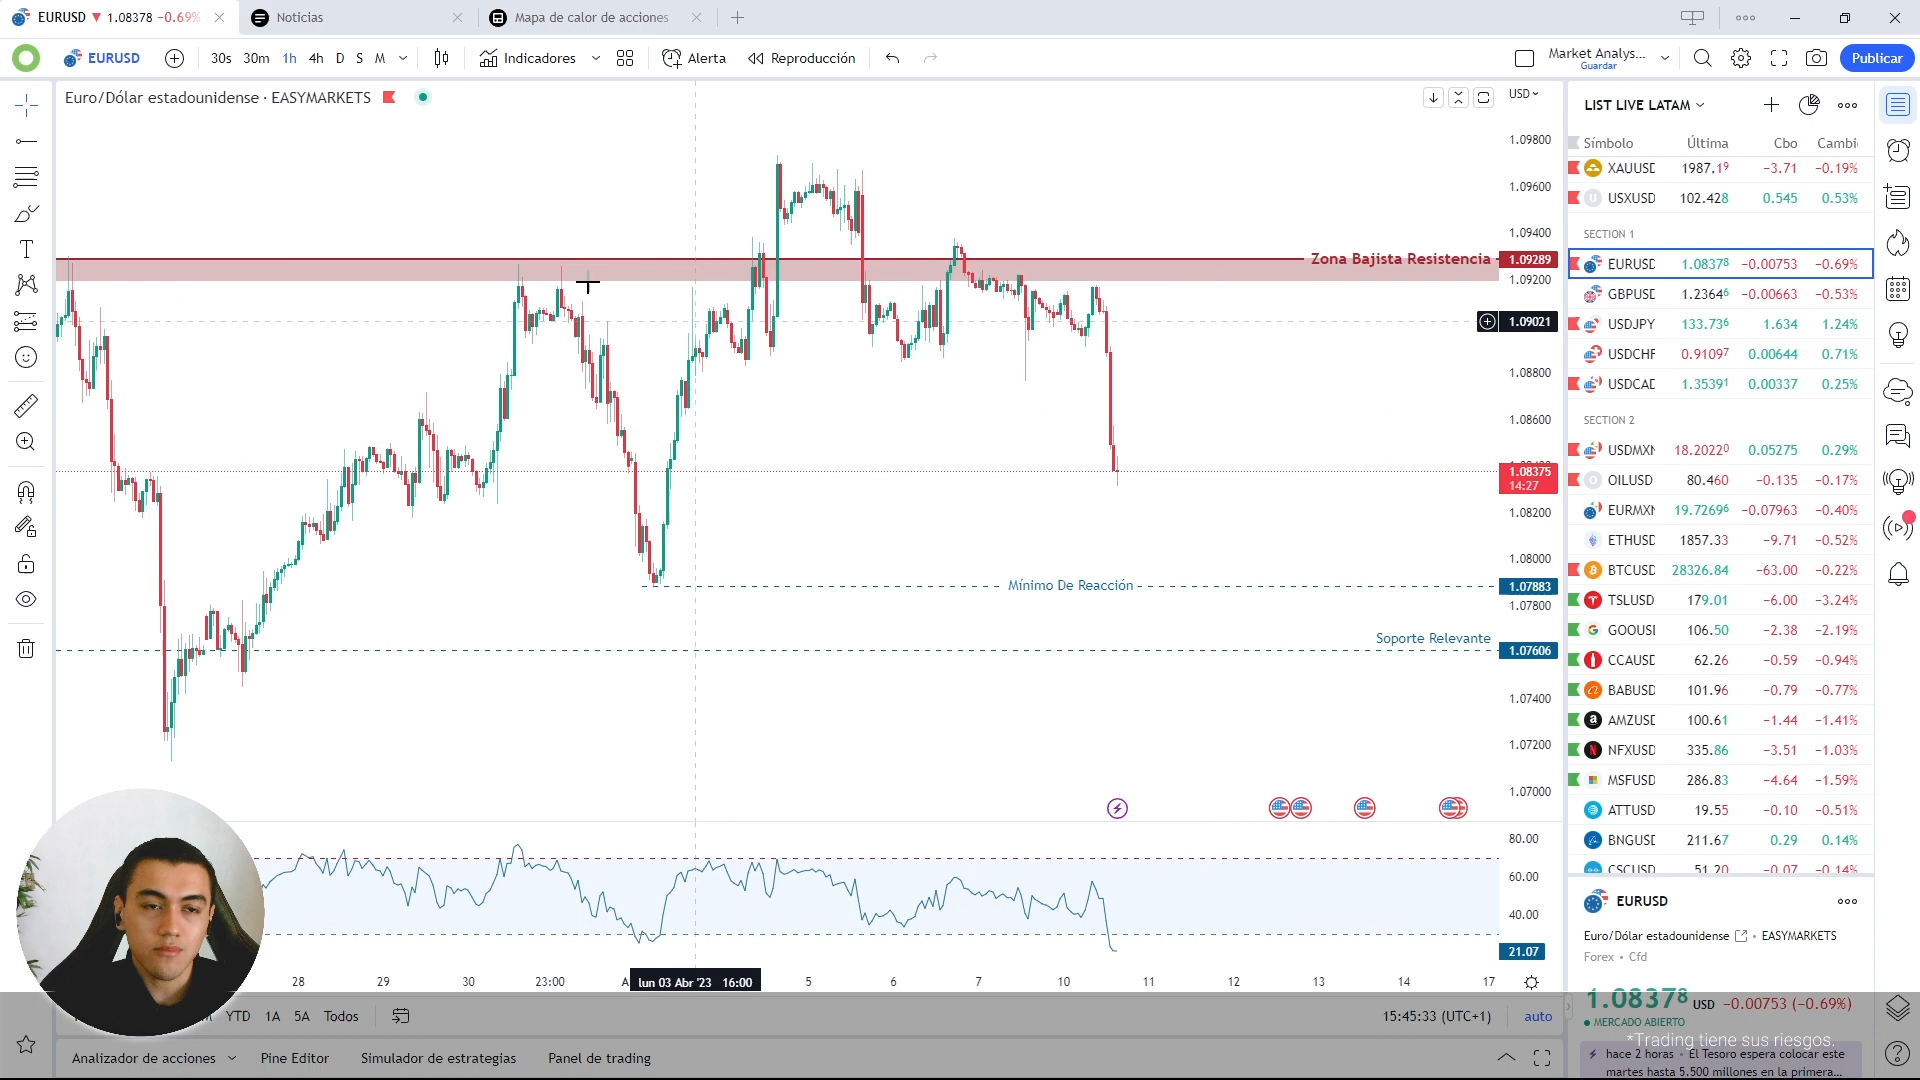 EURUSD ▼ 1.08378 −0.69%
Noticias
Mapa de calor de acciones
EURUSD
30s 30m 1h 4h D S M
Indicadores
Alerta
Reproducción
Market Analys...
Guardar
Publicar
Euro/Dólar estadounidense · EASYMARKETS
USD
1.09800
1.09600
1.09400
Zona Bajista Resistencia
1.09289
1.09200
1.09021
1.08800
1.08600
1.08375
14:27
1.08200
1.08000
Mínimo De Reacción
1.07883
1.07800
Soporte Relevante
1.07606
1.07400
1.07200
1.07000
80.00
60.00
40.00
21.07
28 29 30 23:00 A lun 03 Abr '23 16:00 5 6 7 10 11 12 13 14 17
YTD 1A 5A Todos
15:45:33 (UTC+1)
auto
Analizador de acciones
Pine Editor
Simulador de estrategias
Panel de trading
LIST LIVE LATAM
Símbolo Última Cbo Cambi
XAUUSD 1987.19 −3.71 −0.19%
USXUSD 102.428 0.545 0.53%
SECTION 1
EURUSD 1.08378 −0.00753 −0.69%
GBPUSD 1.23646 −0.00663 −0.53%
USDJPY 133.736 1.634 1.24%
USDCHF 0.91097 0.00644 0.71%
USDCAD 1.35391 0.00337 0.25%
SECTION 2
USDMXN 18.20220 0.05275 0.29%
OILUSD 80.460 −0.135 −0.17%
EURMXN 19.72696 −0.07963 −0.40%
ETHUSD 1857.33 −9.71 −0.52%
BTCUSD 28326.84 −63.00 −0.22%
TSLUSD 179.01 −6.00 −3.24%
GOOUSD 106.50 −2.38 −2.19%
CCAUSD 62.26 −0.59 −0.94%
BABUSD 101.96 −0.79 −0.77%
AMZUSD 100.61 −1.44 −1.41%
NFXUSD 335.86 −3.51 −1.03%
MSFUSD 286.83 −4.64 −1.59%
ATTUSD 19.55 −0.10 −0.51%
BNGUSD 211.67 0.29 0.14%
CSCUSD 51.20 −0.07 −0.14%
EURUSD
Euro/Dólar estadounidense • EASYMARKETS
Forex • Cfd
1.08378 USD −0.00753 (−0.69%)
MERCADO ABIERTO
*Trading tiene sus riesgos.
hace 2 horas • El Tesoro espera colocar este
martes hasta 5.500 millones en la primera...